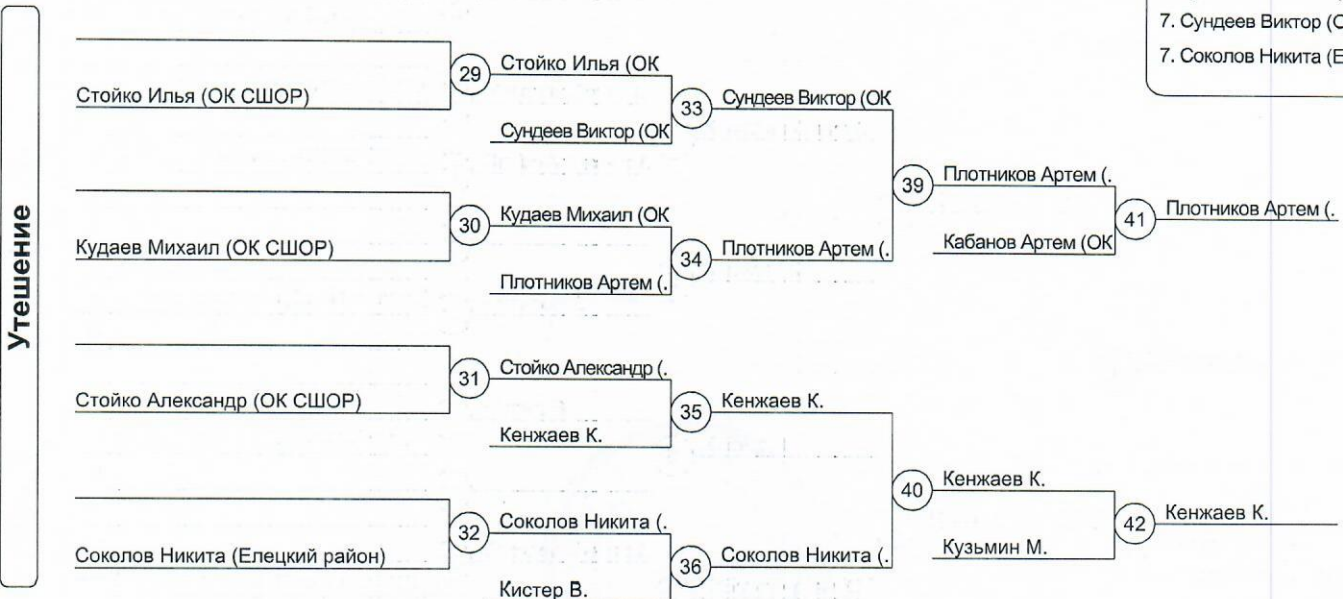 7. Сундеев Виктор (О
7. Соколов Никита (Е
Утешение
29
Стойко Илья (ОК СШОР)
Стойко Илья (ОК
33
Сундеев Виктор (ОК
Сундеев Виктор (ОК
39
Плотников Артем (.
41
Плотников Артем (.
30
Кудаев Михаил (ОК СШОР)
Кудаев Михаил (ОК
34
Плотников Артем (.
Плотников Артем (.
Кабанов Артем (ОК
31
Стойко Александр (ОК СШОР)
Стойко Александр (.
35
Кенжаев К.
Кенжаев К.
40
Кенжаев К.
42
Кенжаев К.
32
Соколов Никита (Елецкий район)
Соколов Никита (.
36
Соколов Никита (.
Кузьмин М.
Кистер В.